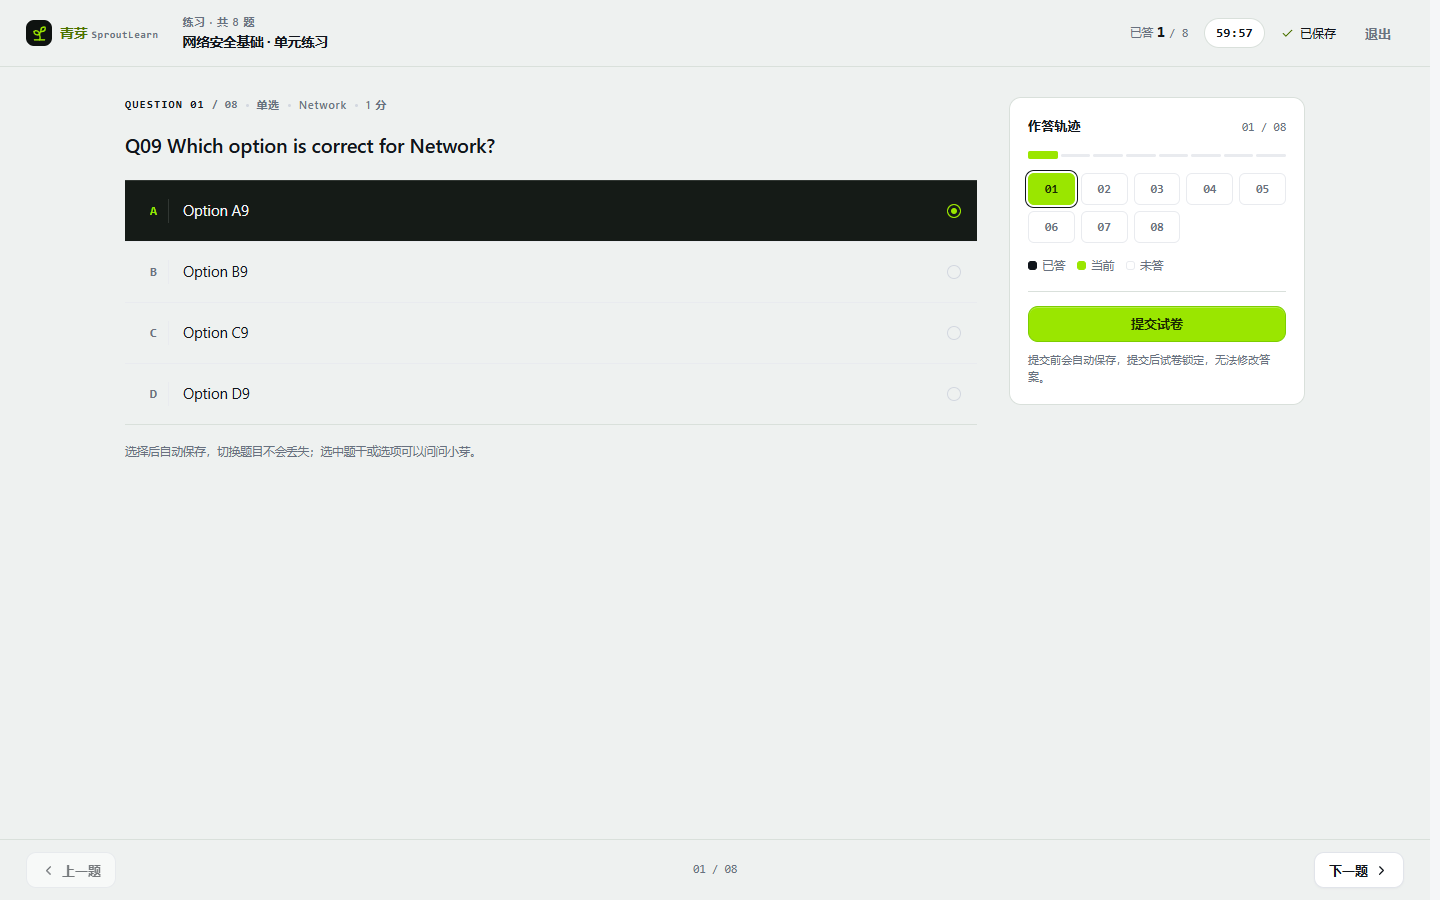 青芽 SproutLearn
练习 · 共 8 题
网络安全基础 · 单元练习
已答 1 / 8
59:57
已保存
退出
QUESTION 01 / 08 · 单选 · Network · 1 分
Q09 Which option is correct for Network?
A Option A9
B Option B9
C Option C9
D Option D9
选择后自动保存，切换题目不会丢失；选中题干或选项可以问问小芽。
作答轨迹 01 / 08
01 02 03 04 05
06 07 08
已答 当前 未答
提交试卷
提交前会自动保存，提交后试卷锁定，无法修改答
案。
上一题
01 / 08
下一题